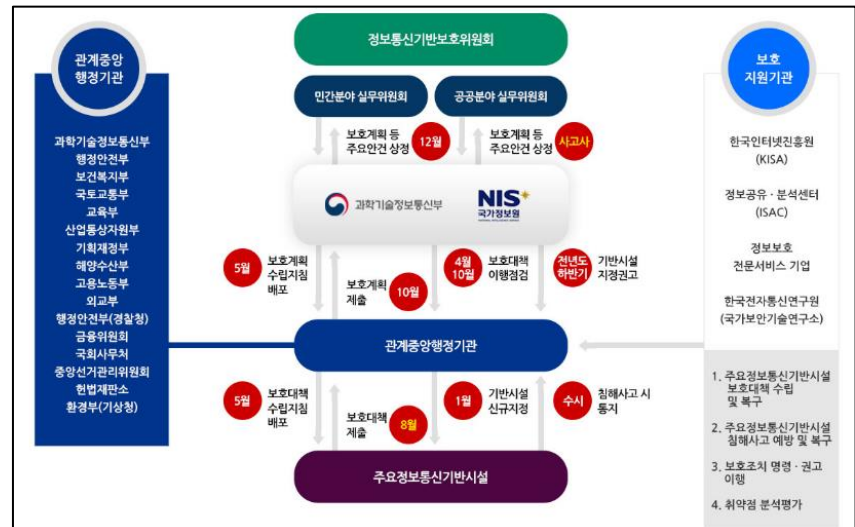 관계중앙
행정기관
과학기술정보통신부
행정안전부
보건복지부
국토교통부
교육부
산업통상자원부
기획재정부
해양수산부
고용노동부
외교부
행정안전부(경찰청)
금융위원회
국회사무처
중앙선거관리위원회
헌법재판소
환경부(기상청)
정보통신기반보호위원회
민간분야 실무위원회
공공분야 실무위원회
보호계획 등
주요안건 상정
12월
보호계획 등
주요안건 상정
사고사
과학기술정보통신부
NIS
국가정보원
5월
보호계획
수립지침
배포
보호계획
제출
10월
4월
10월
보호대책
이행점검
전년도
하반기
기반시설
지정권고
관계중앙행정기관
5월
보호대책
수립지침
배포
보호대책
제출
8월
1월
기반시설
신규지정
수시
침해사고 시
통지
주요정보통신기반시설
보호
지원기관
한국인터넷진흥원
(KISA)
정보공유 · 분석센터
(ISAC)
정보보호
전문서비스 기업
한국전자통신연구원
(국가보안기술연구소)
1. 주요정보통신기반시설
보호대책 수립
및 복구
2. 주요정보통신기반시설
침해사고 예방 및 복구
3. 보호조치 명령 · 권고
이행
4. 취약점 분석평가